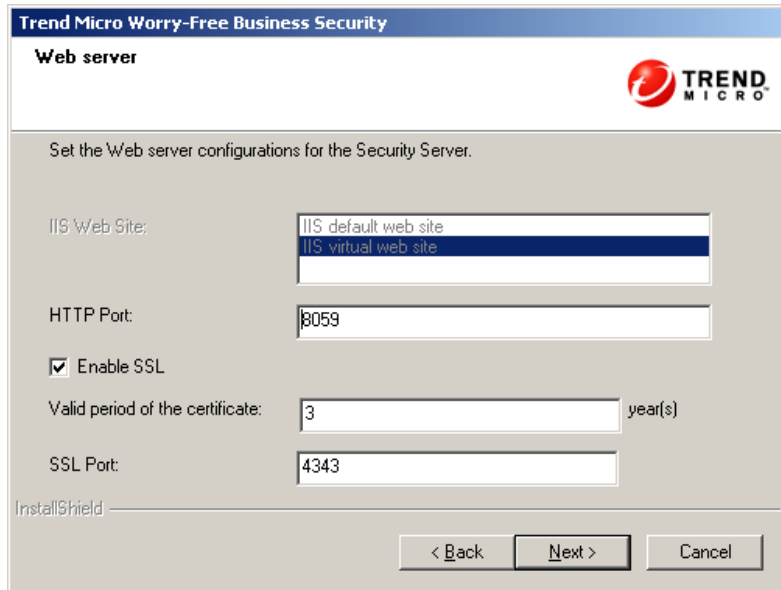 Trend Micro Worry-Free Business Security
Web server
TREND
MICRO™
Set the Web server configurations for the Security Server.
IIS Web Site:
IIS default web site
IIS virtual web site
HTTP Port:
8059
Enable SSL
Valid period of the certificate:
3
year(s)
SSL Port:
4343
InstallShield
< Back
Next >
Cancel